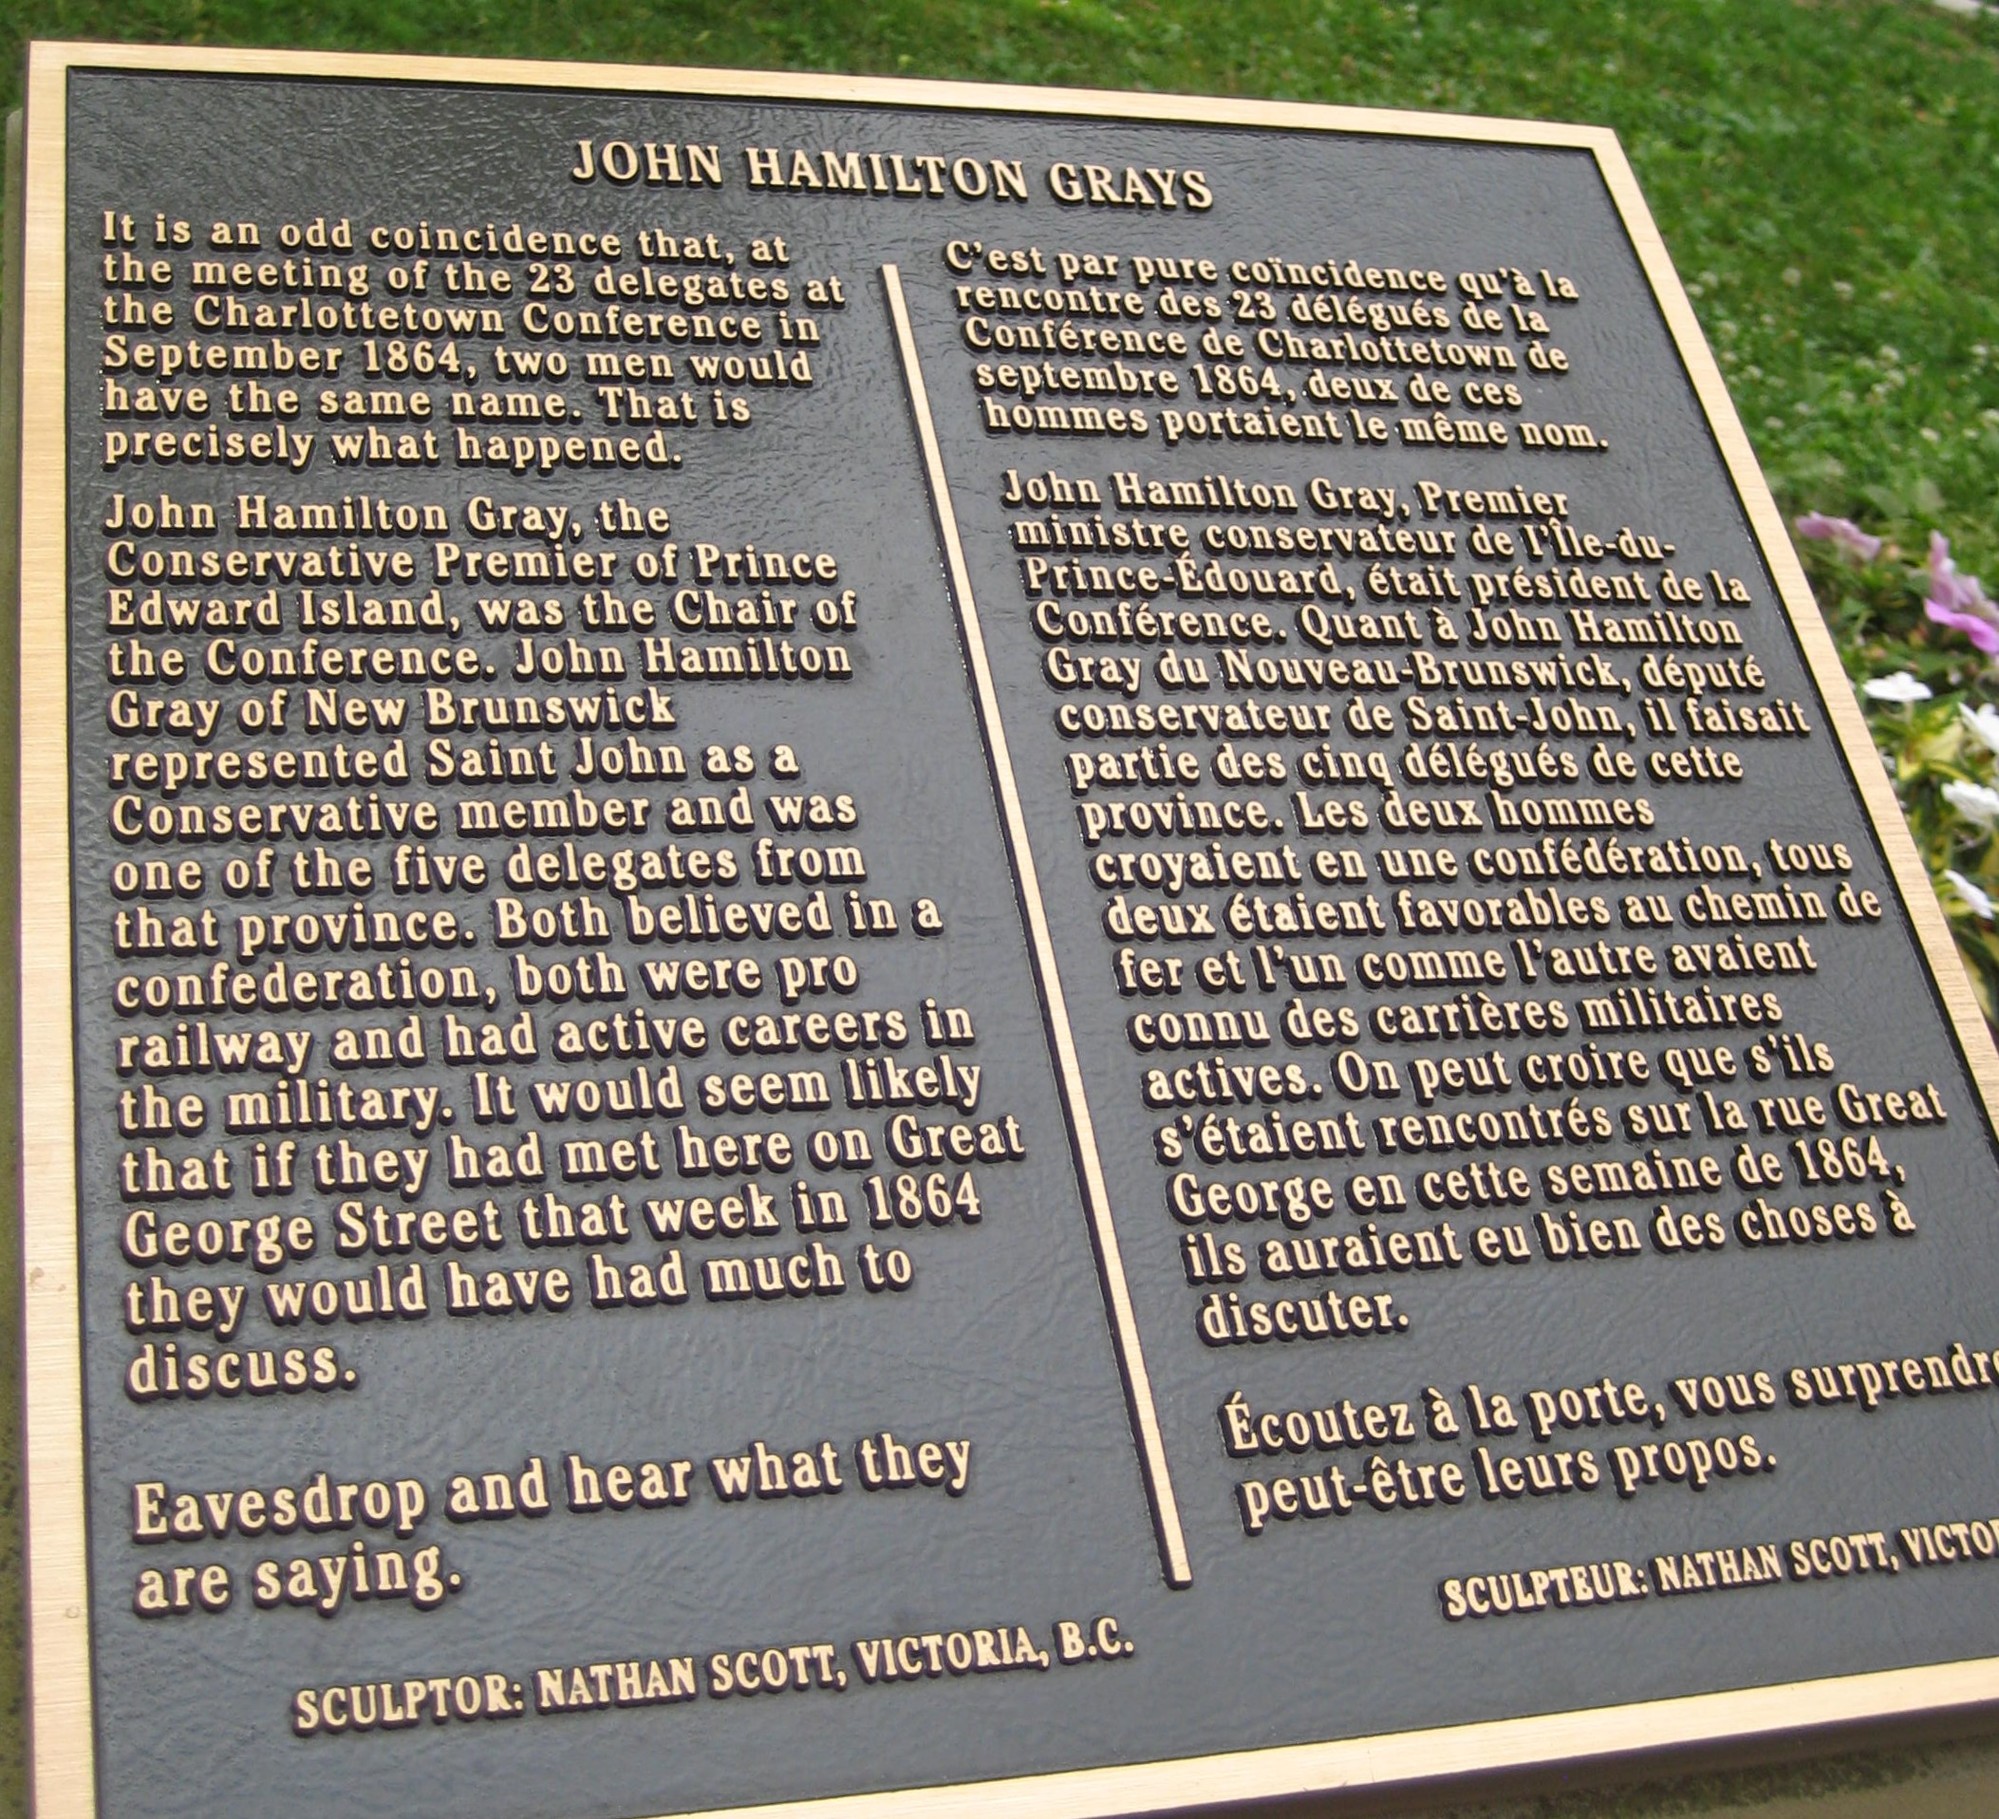 JOHN HAMILTON GRAYS
It is an odd coincidence that, at
the meeting of the 23 delegates at
the Charlottetown Conference in
September 1864, two men would
have the same name. That is
precisely what happened.
John Hamilton Gray, the
Conservative Premier of Prince
Edward Island, was the Chair of
the Conference. John Hamilton
Gray of New Brunswick
represented Saint John as a
Conservative member and was
one of the five delegates from
that province. Both believed in a
confederation, both were pro
railway and had active careers in
the military. It would seem likely
that if they had met here on Great
George Street that week in 1864
they would have had much to
discuss.
Eavesdrop and hear what they
are saying.
SCULPTOR: NATHAN SCOTT, VICTORIA, B.C.
C'est par pure coïncidence qu'à la
rencontre des 23 délégués de la
Conférence de Charlottetown de
septembre 1864, deux de ces
hommes portaient le même nom.
John Hamilton Gray, Premier
ministre conservateur de l'Île-du-
Prince-Édouard, était président de la
Conférence. Quant à John Hamilton
Gray du Nouveau-Brunswick, député
conservateur de Saint-John, il faisait
partie des cinq délégués de cette
province. Les deux hommes
croyaient en une confédération, tous
deux étaient favorables au chemin de
fer et l'un comme l'autre avaient
connu des carrières militaires
actives. On peut croire que s'ils
s'étaient rencontrés sur la rue Great
George en cette semaine de 1864,
ils auraient eu bien des choses à
discuter.
Écoutez à la porte, vous
peut-être leurs propos.
SCULPTEUR: NATHAN SCOTT,